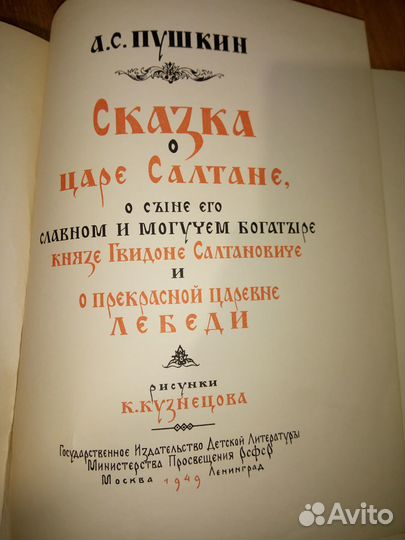 А.С. ПУШКИН
СКАЗКА
О
ЦАРЕ САЛТАНЕ,
О СЫНЕ ЕГО
СЛАВНОМ И МОГУЧЕМ БОГАТЫРЕ
КНЯЗЕ ГВИДОНЕ САЛТАНОВИЧЕ
И
О ПРЕКРАСНОЙ ЦАРЕВНЕ
ЛЕБЕДИ
РИСУНКИ
К. КУЗНЕЦОВА
Государственное Издательство Детской Литературы
Министерства Просвещения РСФСР
Москва 1949 Ленинград
Avito